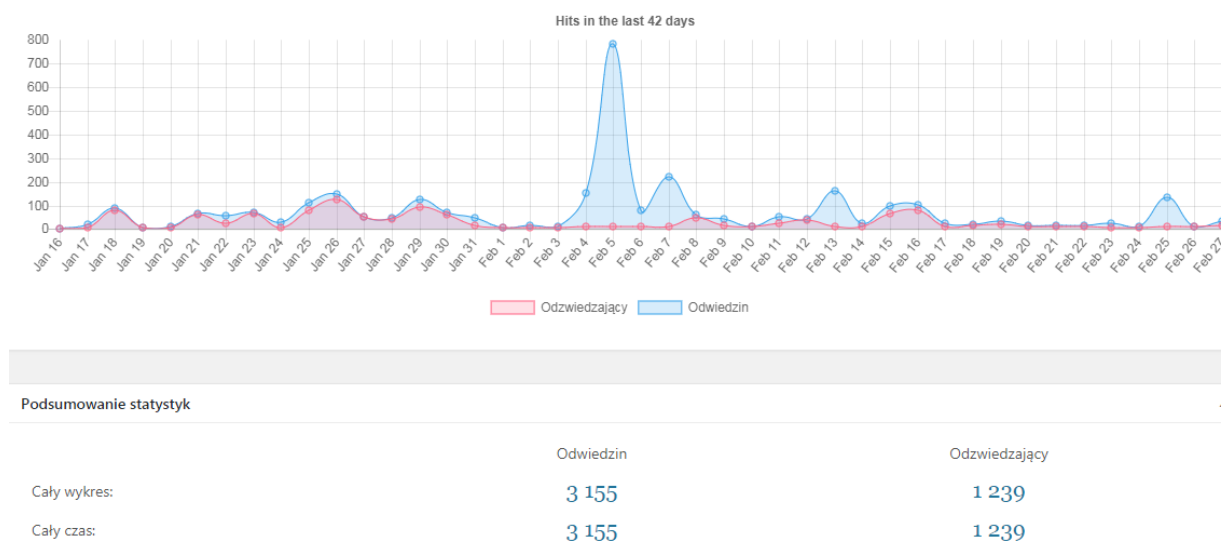 Hits in the last 42 days
800
700
600
500
400
300
200
100
0
Jan 16 Jan 17 Jan 18 Jan 19 Jan 20 Jan 21 Jan 22 Jan 23 Jan 24 Jan 25 Jan 26 Jan 27 Jan 28 Jan 29 Jan 30 Jan 31 Feb 1 Feb 2 Feb 3 Feb 4 Feb 5 Feb 6 Feb 7 Feb 8 Feb 9 Feb 10 Feb 11 Feb 12 Feb 13 Feb 14 Feb 15 Feb 16 Feb 17 Feb 18 Feb 19 Feb 20 Feb 21 Feb 22 Feb 23 Feb 24 Feb 25 Feb 26 Feb 27
Odzwiedzający Odwiedzin
Podsumowanie statystyk
Odwiedzin Odzwiedzający
Cały wykres: 3 155 1 239
Cały czas: 3 155 1 239